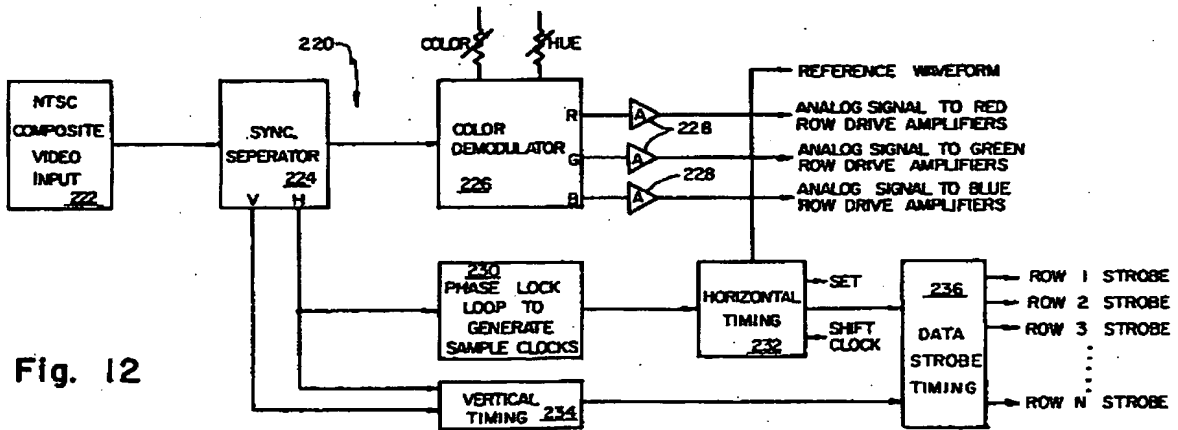 220
COLOR
HUE
NTSC
COMPOSITE
VIDEO
INPUT
222
SYNC
SEPERATOR
224
V H
COLOR
DEMODULATOR
226
R
G
B
A
A
A
228
228
REFERENCE WAVEFORM
ANALOG SIGNAL TO RED
ROW DRIVE AMPLIFIERS
ANALOG SIGNAL TO GREEN
ROW DRIVE AMPLIFIERS
ANALOG SIGNAL TO BLUE
ROW DRIVE AMPLIFIERS
230
PHASE LOCK
LOOP TO
GENERATE
SAMPLE CLOCKS
HORIZONTAL
TIMING
232
SET
SHIFT
CLOCK
236
DATA
STROBE
TIMING
ROW 1 STROBE
ROW 2 STROBE
ROW 3 STROBE
ROW N STROBE
VERTICAL
TIMING 234
Fig. 12